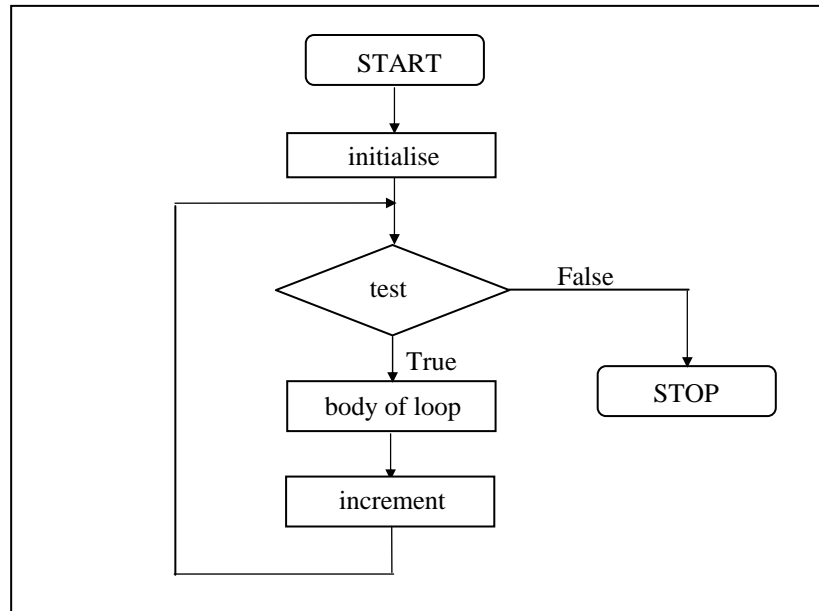 START
initialise
test
False
True
body of loop
STOP
increment